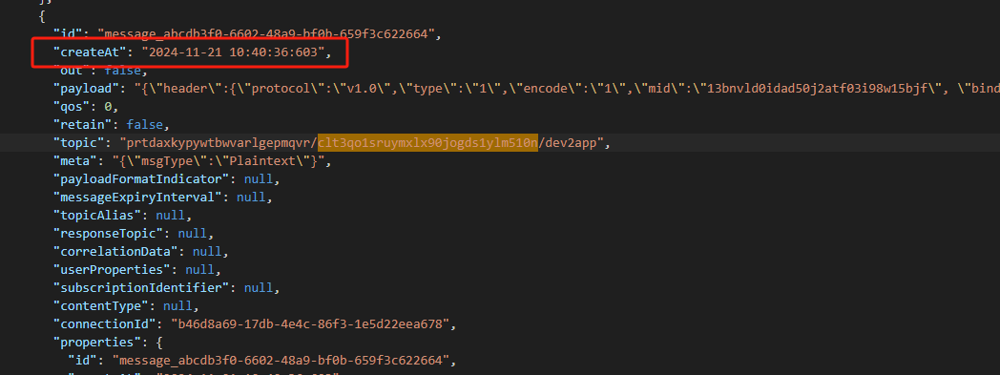 },
{
"id": "message_abcdb3f0-6602-48a9-bf0b-659f3c622664",
"createAt": "2024-11-21 10:40:36:603",
"out": false,
"payload": "{\"header\":{\"protocol\":\"v1.0\",\"type\":\"1\",\"encode\":\"1\",\"mid\":\"13bnvld0idad50j2atf03i98w15bjf\", \"bind
"qos": 0,
"retain": false,
"topic": "prtdaxkypywtbwvarlgepmqvr/clt3qo1sruymxlx90jogds1ylm510n/dev2app",
"meta": "{\"msgType\":\"Plaintext\"}",
"payloadFormatIndicator": null,
"messageExpiryInterval": null,
"topicAlias": null,
"responseTopic": null,
"correlationData": null,
"userProperties": null,
"subscriptionIdentifier": null,
"contentType": null,
"connectionId": "b46d8a69-17db-4e4c-86f3-1e5d22eea678",
"properties": {
"id": "message_abcdb3f0-6602-48a9-bf0b-659f3c622664",